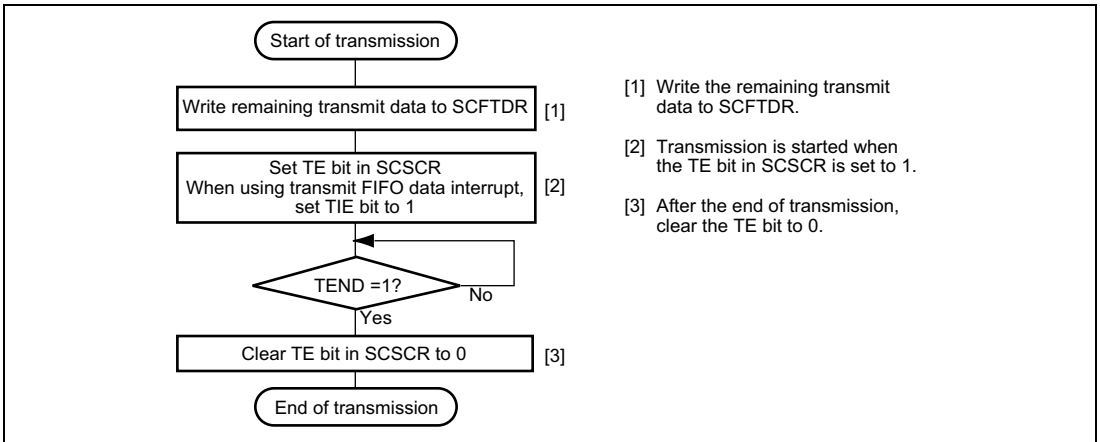 Start of transmission
Write remaining transmit data to SCFTDR [1]
Set TE bit in SCSCR
When using transmit FIFO data interrupt,
set TIE bit to 1
[2]
TEND =1?
No
Yes
Clear TE bit in SCSCR to 0 [3]
End of transmission
[1] Write the remaining transmit
data to SCFTDR.
[2] Transmission is started when
the TE bit in SCSCR is set to 1.
[3] After the end of transmission,
clear the TE bit to 0.